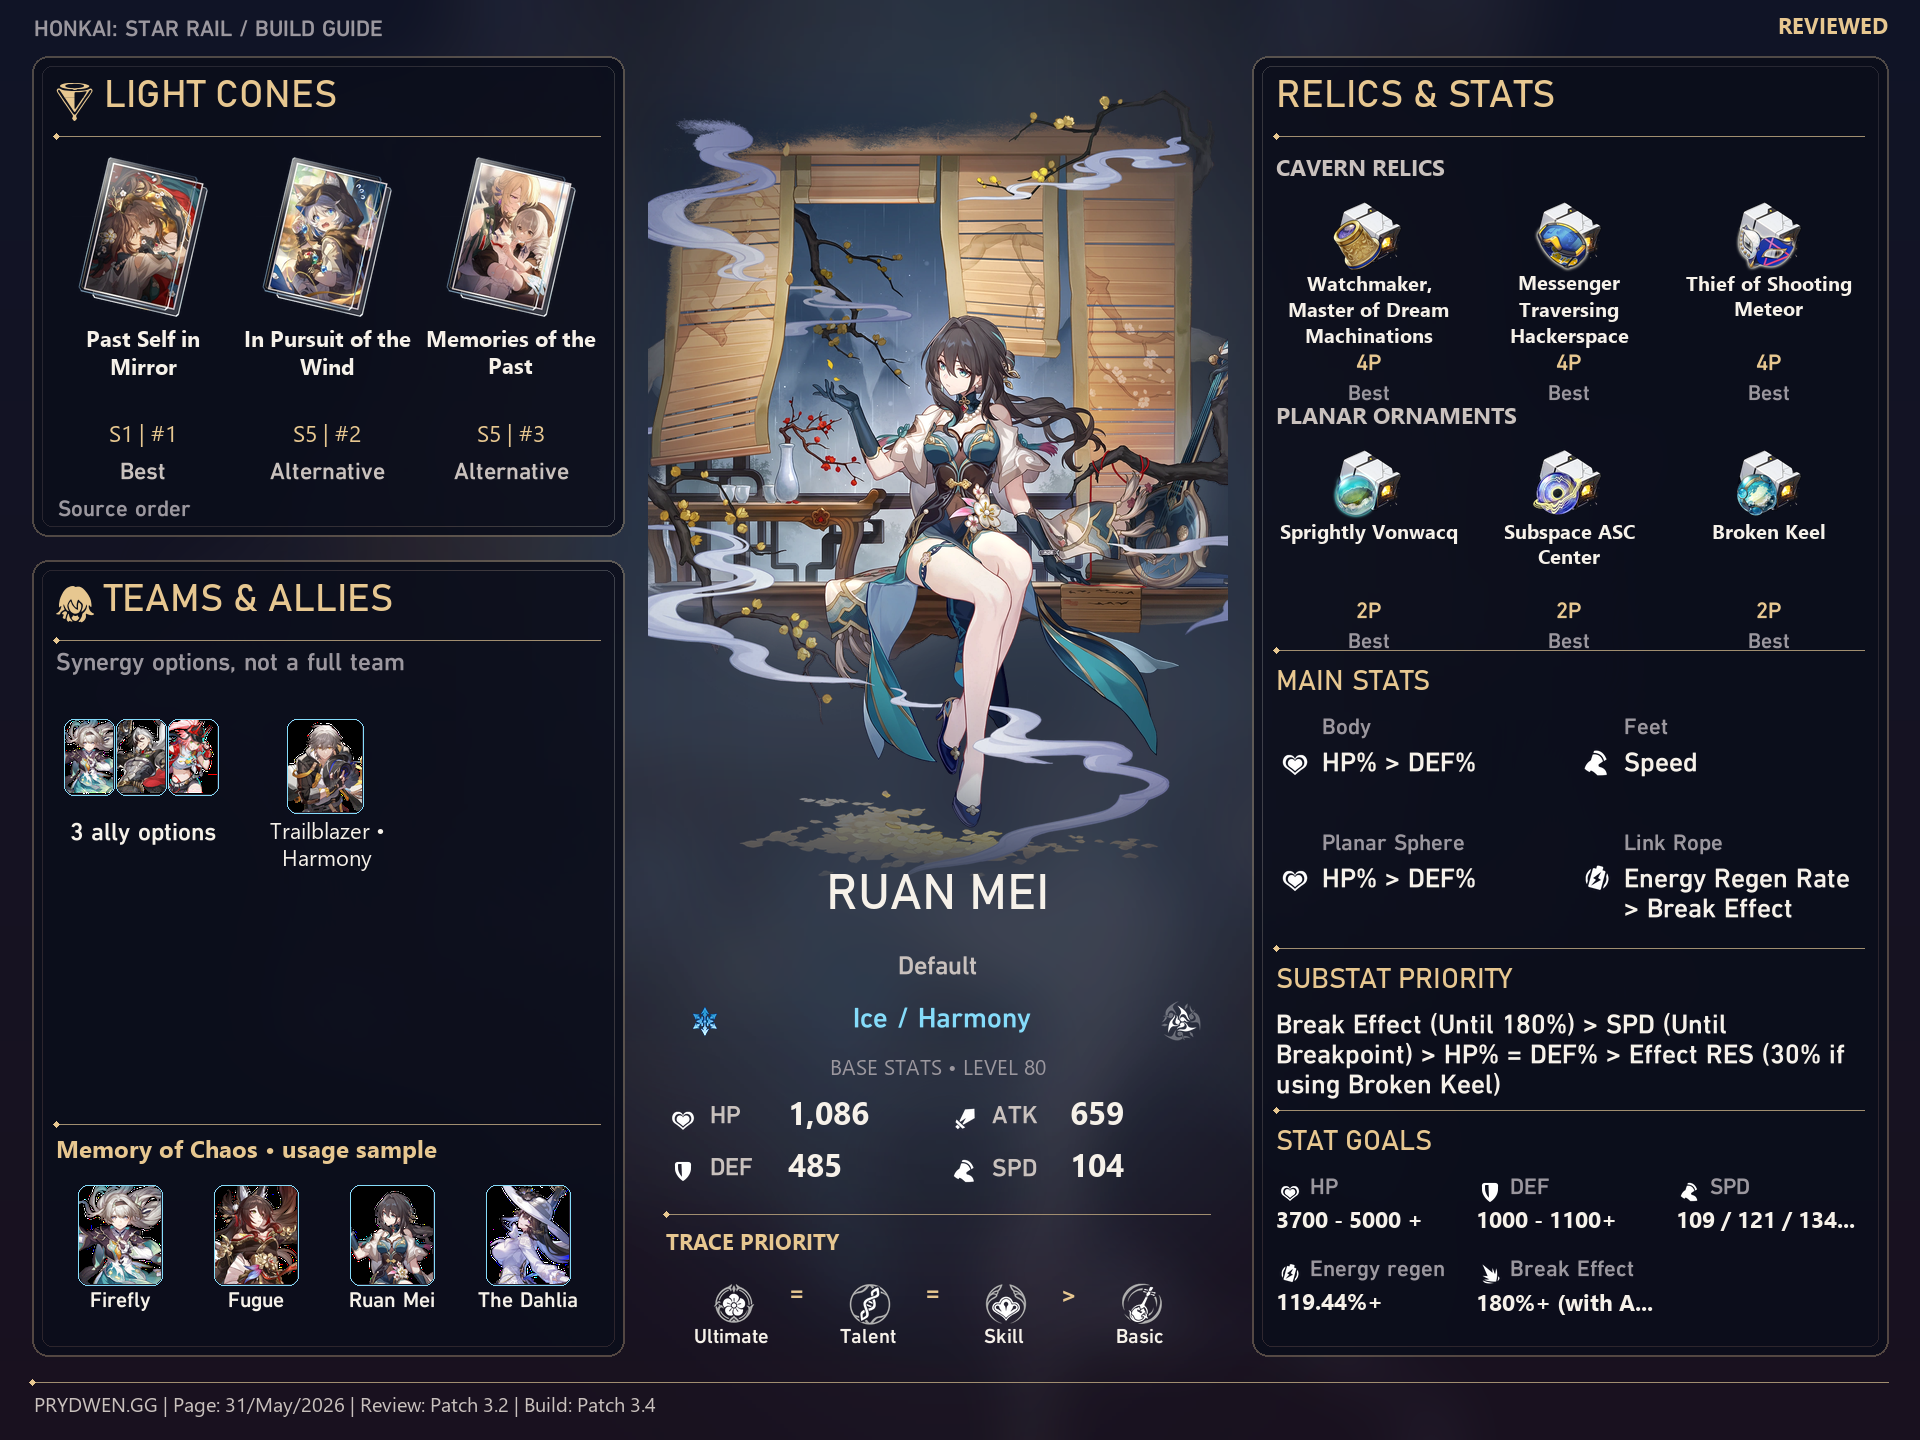 HONKAI: STAR RAIL / BUILD GUIDE
REVIEWED
LIGHT CONES
Past Self in
Mirror
S1 | #1
Best
In Pursuit of the
Wind
S5 | #2
Alternative
Memories of the
Past
S5 | #3
Alternative
Source order
TEAMS & ALLIES
Synergy options, not a full team
3 ally options
Trailblazer •
Harmony
Memory of Chaos • usage sample
Firefly
Fugue
Ruan Mei
The Dahlia
RUAN MEI
Default
Ice / Harmony
BASE STATS • LEVEL 80
HP 1,086
ATK 659
DEF 485
SPD 104
TRACE PRIORITY
Ultimate = Talent = Skill > Basic
RELICS & STATS
CAVERN RELICS
Watchmaker,
Master of Dream
Machinations
4P
Best
Messenger
Traversing
Hackerspace
4P
Best
Thief of Shooting
Meteor
4P
Best
PLANAR ORNAMENTS
Sprightly Vonwacq
2P
Best
Subspace ASC
Center
2P
Best
Broken Keel
2P
Best
MAIN STATS
Body
HP% > DEF%
Feet
Speed
Planar Sphere
HP% > DEF%
Link Rope
Energy Regen Rate
> Break Effect
SUBSTAT PRIORITY
Break Effect (Until 180%) > SPD (Until
Breakpoint) > HP% = DEF% > Effect RES (30% if
using Broken Keel)
STAT GOALS
HP
3700 - 5000 +
DEF
1000 - 1100+
SPD
109 / 121 / 134...
Energy regen
119.44%+
Break Effect
180%+ (with A...
PRYDWEN.GG | Page: 31/May/2026 | Review: Patch 3.2 | Build: Patch 3.4